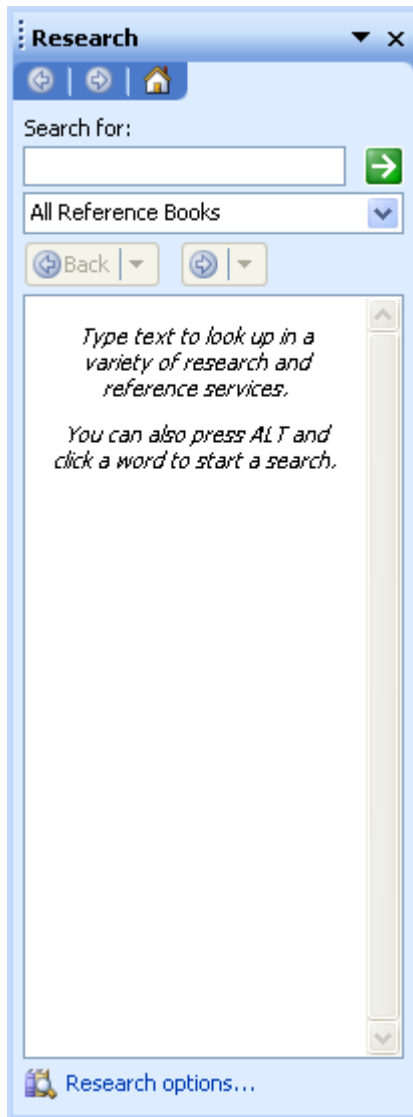 Research
Search for:
All Reference Books
Back
Type text to look up in a
variety of research and
reference services.
You can also press ALT and
click a word to start a search.
Research options...